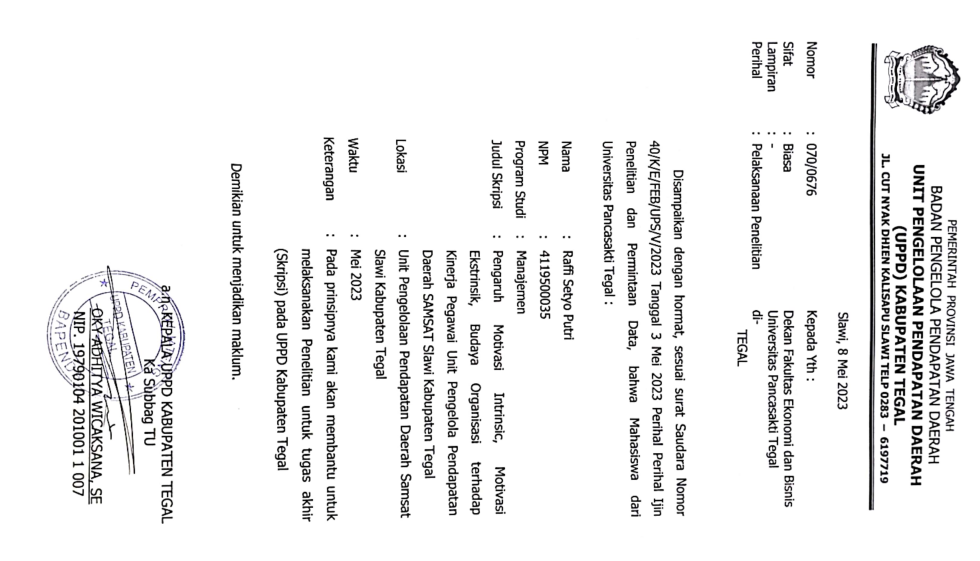 PEMERINTAH PROVINSI JAWA TENGAH
BADAN PENGELOLA PENDAPATAN DAERAH
UNIT PENGELOLAAN PENDAPATAN DAERAH
(UPPD) KABUPATEN TEGAL
JL. CUT NYAK DHIEN KALISAPU SLAWI TELP 0283 – 6197719
Slawi, 8 Mei 2023
Nomor : 070/0676
Sifat : Biasa
Lampiran : -
Perihal : Pelaksanaan Penelitian
Kepada Yth :
Dekan Fakultas Ekonomi dan Bisnis
Universitas Pancasakti Tegal
di-
TEGAL
Disampaikan dengan hormat, sesuai surat Saudara Nomor
40/K/E/FEB/UPS/V/2023 Tanggal 3 Mei 2023 Perihal Perihal Ijin
Penelitian dan Permintaan Data, bahwa Mahasiswa dari
Universitas Pancasakti Tegal :
Nama : Raffi Setyo Putri
NPM : 4119500035
Program Studi : Manajemen
Judul Skripsi : Pengaruh Motivasi Intrinsic, Motivasi
Ekstrinsik, Budaya Organisasi terhadap
Kinerja Pegawai Unit Pengelola Pendapatan
Daerah SAMSAT Slawi Kabupaten Tegal
Lokasi : Unit Pengelolaan Pendapatan Daerah Samsat
Slawi Kabupaten Tegal
Waktu : Mei 2023
Keterangan : Pada prinsipnya kami akan membantu untuk
melaksanakan Penelitian untuk tugas akhir
(Skripsi) pada UPPD Kabupaten Tegal
Demikian untuk menjadikan maklum.
a.n KEPALA UPPD KABUPATEN TEGAL
Ka Subbag TU
UPPD KABUPATEN
TEGAL
BAPENDA
OKY ADHITYA WICAKSANA, SE
NIP. 19790104 201001 1 007